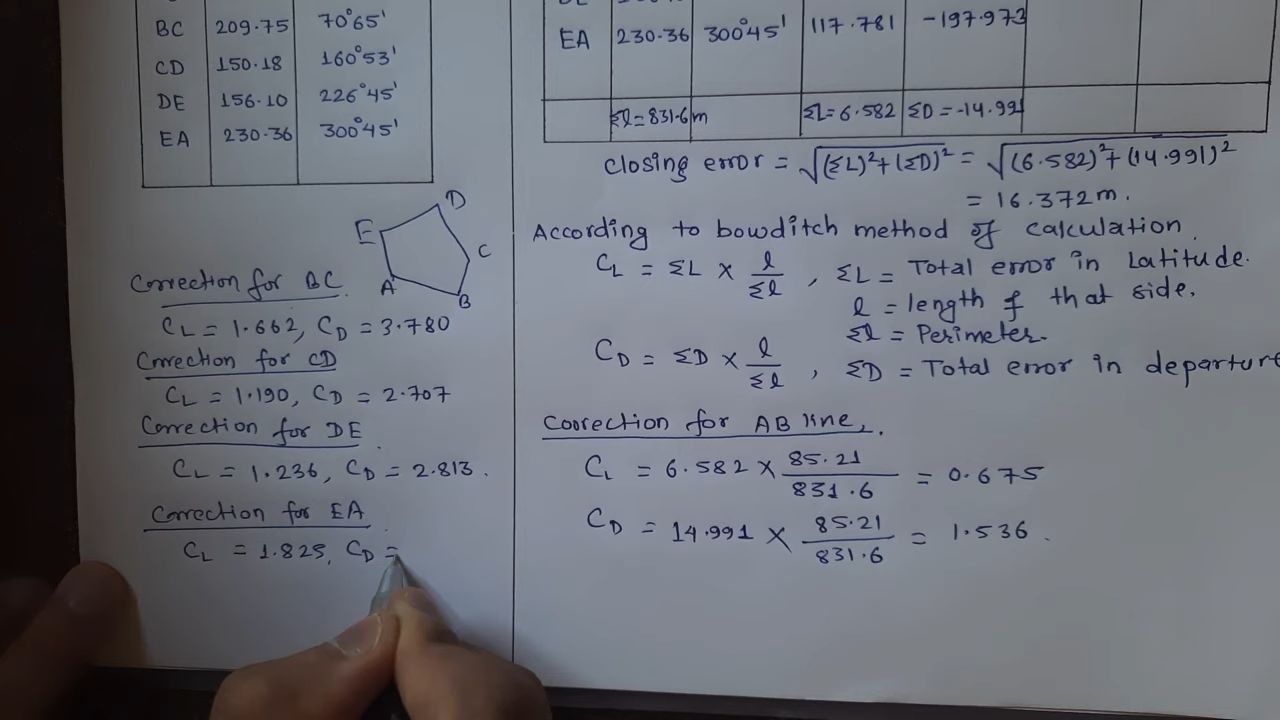 BC 209.75 70°65'
CD 150.18 160°53'
DE 156.10 226°45'
EA 230.36 300°45'
E D C A B
Correction for BC.
CL = 1.662, CD = 3.780
Correction for CD
CL = 1.190, CD = 2.707
Correction for DE.
CL = 1.236, CD = 2.813.
Correction for EA.
CL = 1.825, CD =
EA 230.36 300°45' 117.781 -197.973
Σl = 831.6m ΣL = 6.582 ΣD = -14.991
closing error = √(ΣL)²+(ΣD)² = √(6.582)²+(14.991)²
= 16.372m.
According to bowditch method of calculation.
CL = ΣL × l/Σl , ΣL = Total error in Latitude.
l = length of that side.
Σl = Perimeter.
CD = ΣD × l/Σl , ΣD = Total error in departure
Correction for AB line,.
CL = 6.582 × 85.21/831.6 = 0.675
CD = 14.991 × 85.21/831.6 = 1.536.